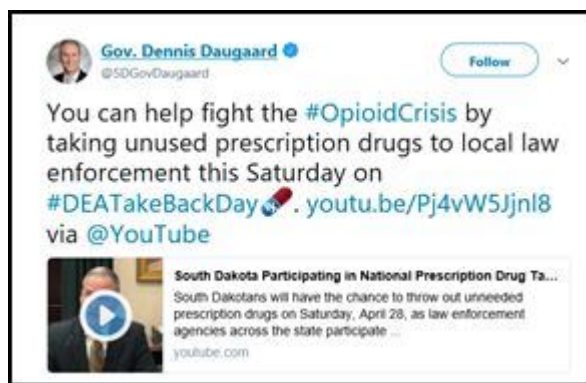 Gov. Dennis Daugaard
@SDGovDaugaard
Follow
You can help fight the #OpioidCrisis by
taking unused prescription drugs to local law
enforcement this Saturday on
#DEATakeBackDay💊. youtu.be/Pj4vW5Jjnl8
via @YouTube
South Dakota Participating in National Prescription Drug Ta...
South Dakotans will have the chance to throw out unneeded
prescription drugs on Saturday, April 28, as law enforcement
agencies across the state participate ...
youtube.com